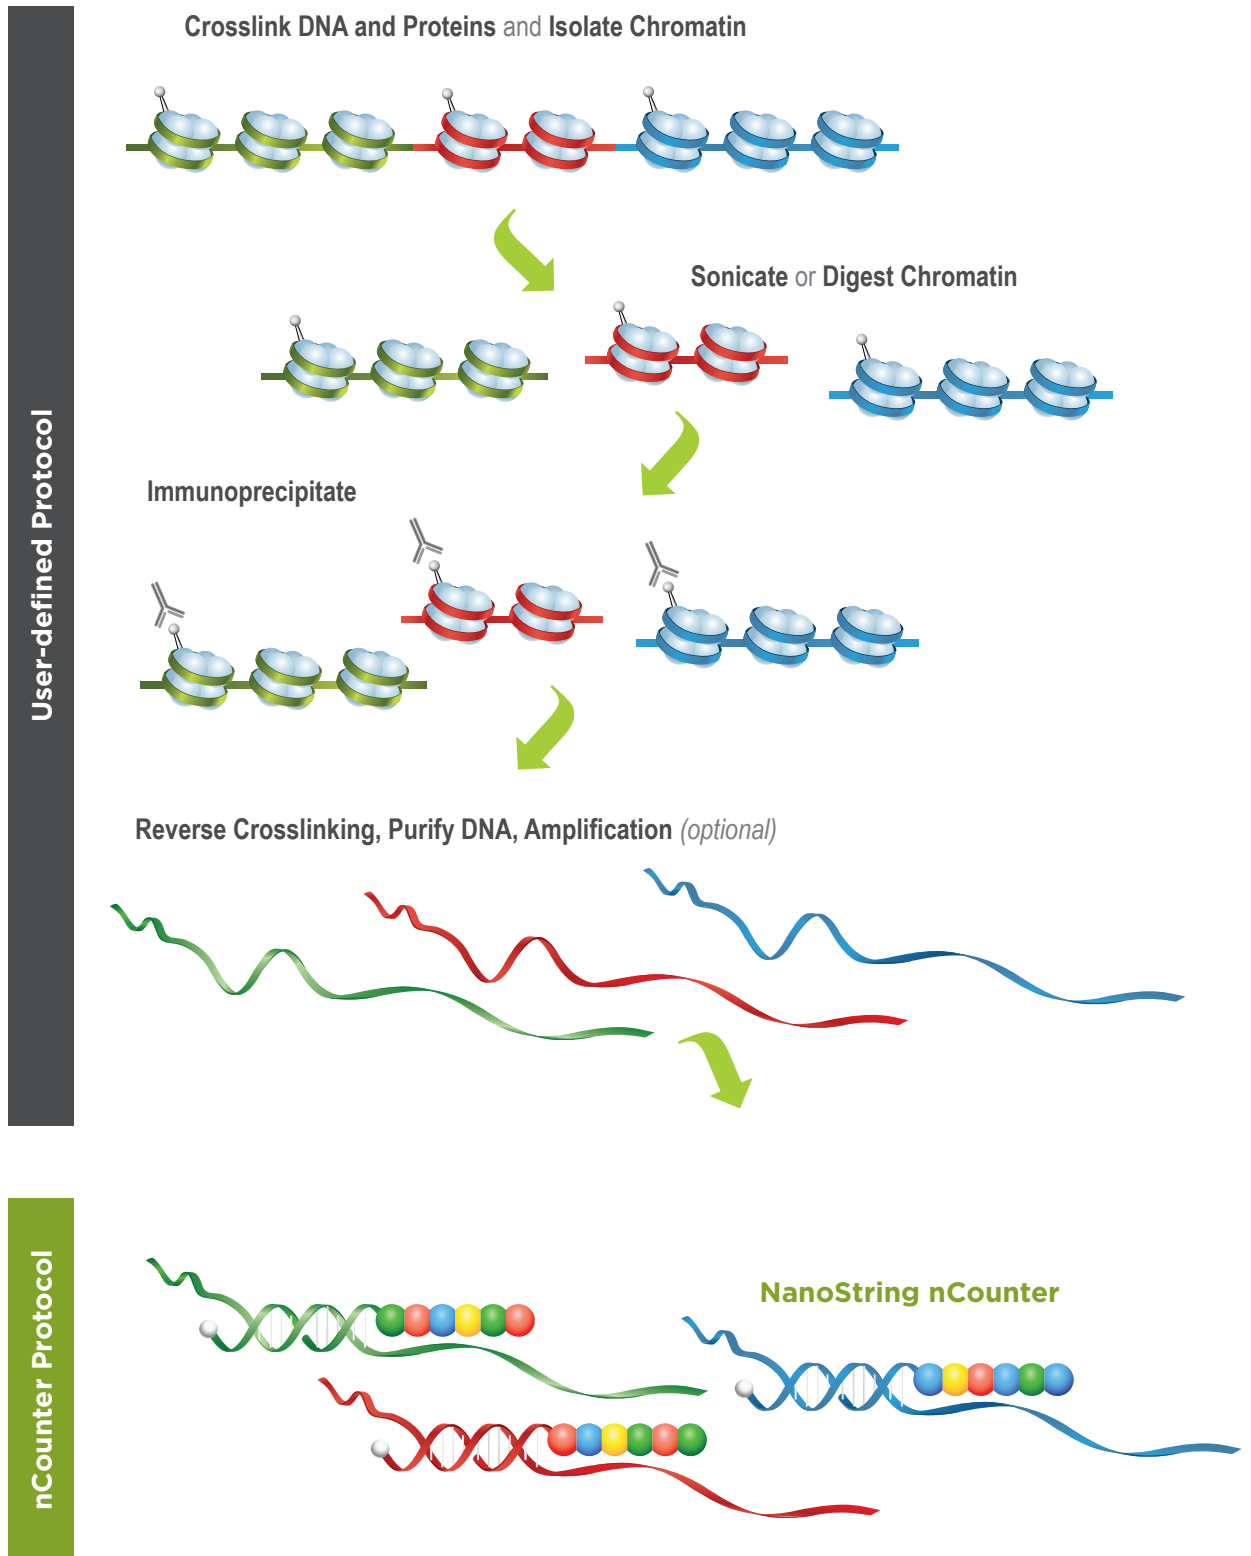 Crosslink DNA and Proteins and Isolate Chromatin
Sonicate or Digest Chromatin
Immunoprecipitate
User-defined Protocol
Reverse Crosslinking, Purify DNA, Amplification (optional)
NanoString nCounter
nCounter Protocol